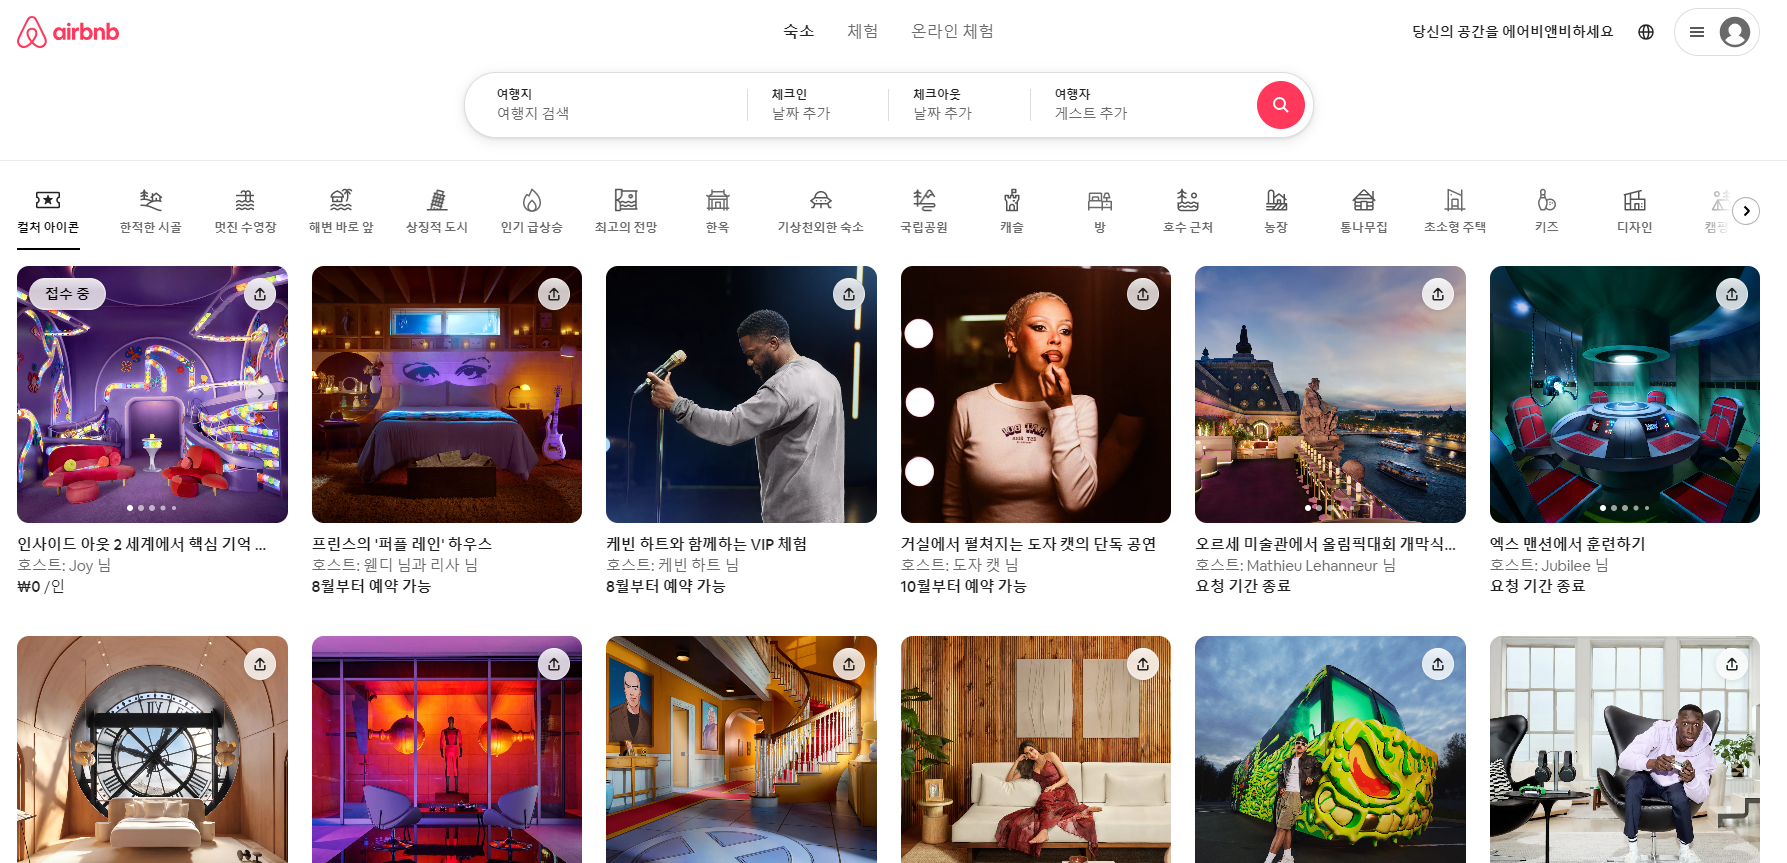 airbnb
숙소
체험
온라인 체험
당신의 공간을 에어비앤비하세요
여행지
여행지 검색
체크인
날짜 추가
체크아웃
날짜 추가
여행자
게스트 추가
컬처 아이콘
한적한 시골
멋진 수영장
해변 바로 앞
상징적 도시
인기 급상승
최고의 전망
한옥
기상천외한 숙소
국립공원
캐슬
방
호수 근처
농장
통나무집
초소형 주택
키즈
디자인
접수 중
인사이드 아웃 2 세계에서 핵심 기억 ...
호스트: Joy 님
₩0 /인
프린스의 '퍼플 레인' 하우스
호스트: 웬디 님과 리사 님
8월부터 예약 가능
케빈 하트와 함께하는 VIP 체험
호스트: 케빈 하트 님
8월부터 예약 가능
거실에서 펼쳐지는 도자 캣의 단독 공연
호스트: 도자 캣 님
10월부터 예약 가능
오르세 미술관에서 올림픽대회 개막식...
호스트: Mathieu Lehanneur 님
요청 기간 종료
엑스 맨션에서 훈련하기
호스트: Jubilee 님
요청 기간 종료